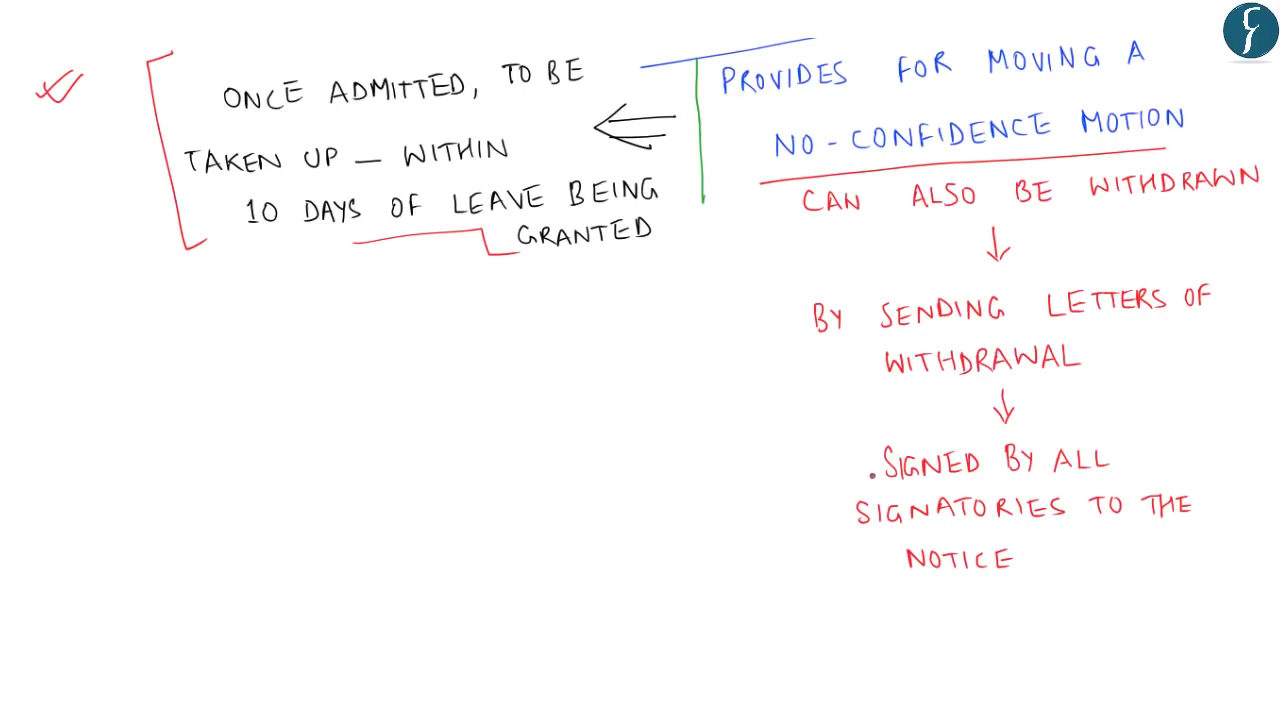 ONCE ADMITTED, TO BE
TAKEN UP — WITHIN
10 DAYS OF LEAVE BEING
GRANTED
PROVIDES FOR MOVING A
NO - CONFIDENCE MOTION
CAN ALSO BE WITHDRAWN
BY SENDING LETTERS OF
WITHDRAWAL
SIGNED BY ALL
SIGNATORIES TO THE
NOTICE